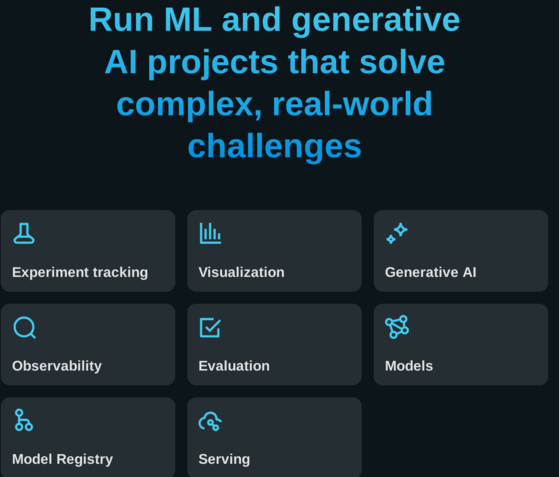 Run ML and generative
AI projects that solve
complex, real-world
challenges
Experiment tracking
Visualization
Generative AI
Observability
Evaluation
Models
Model Registry
Serving